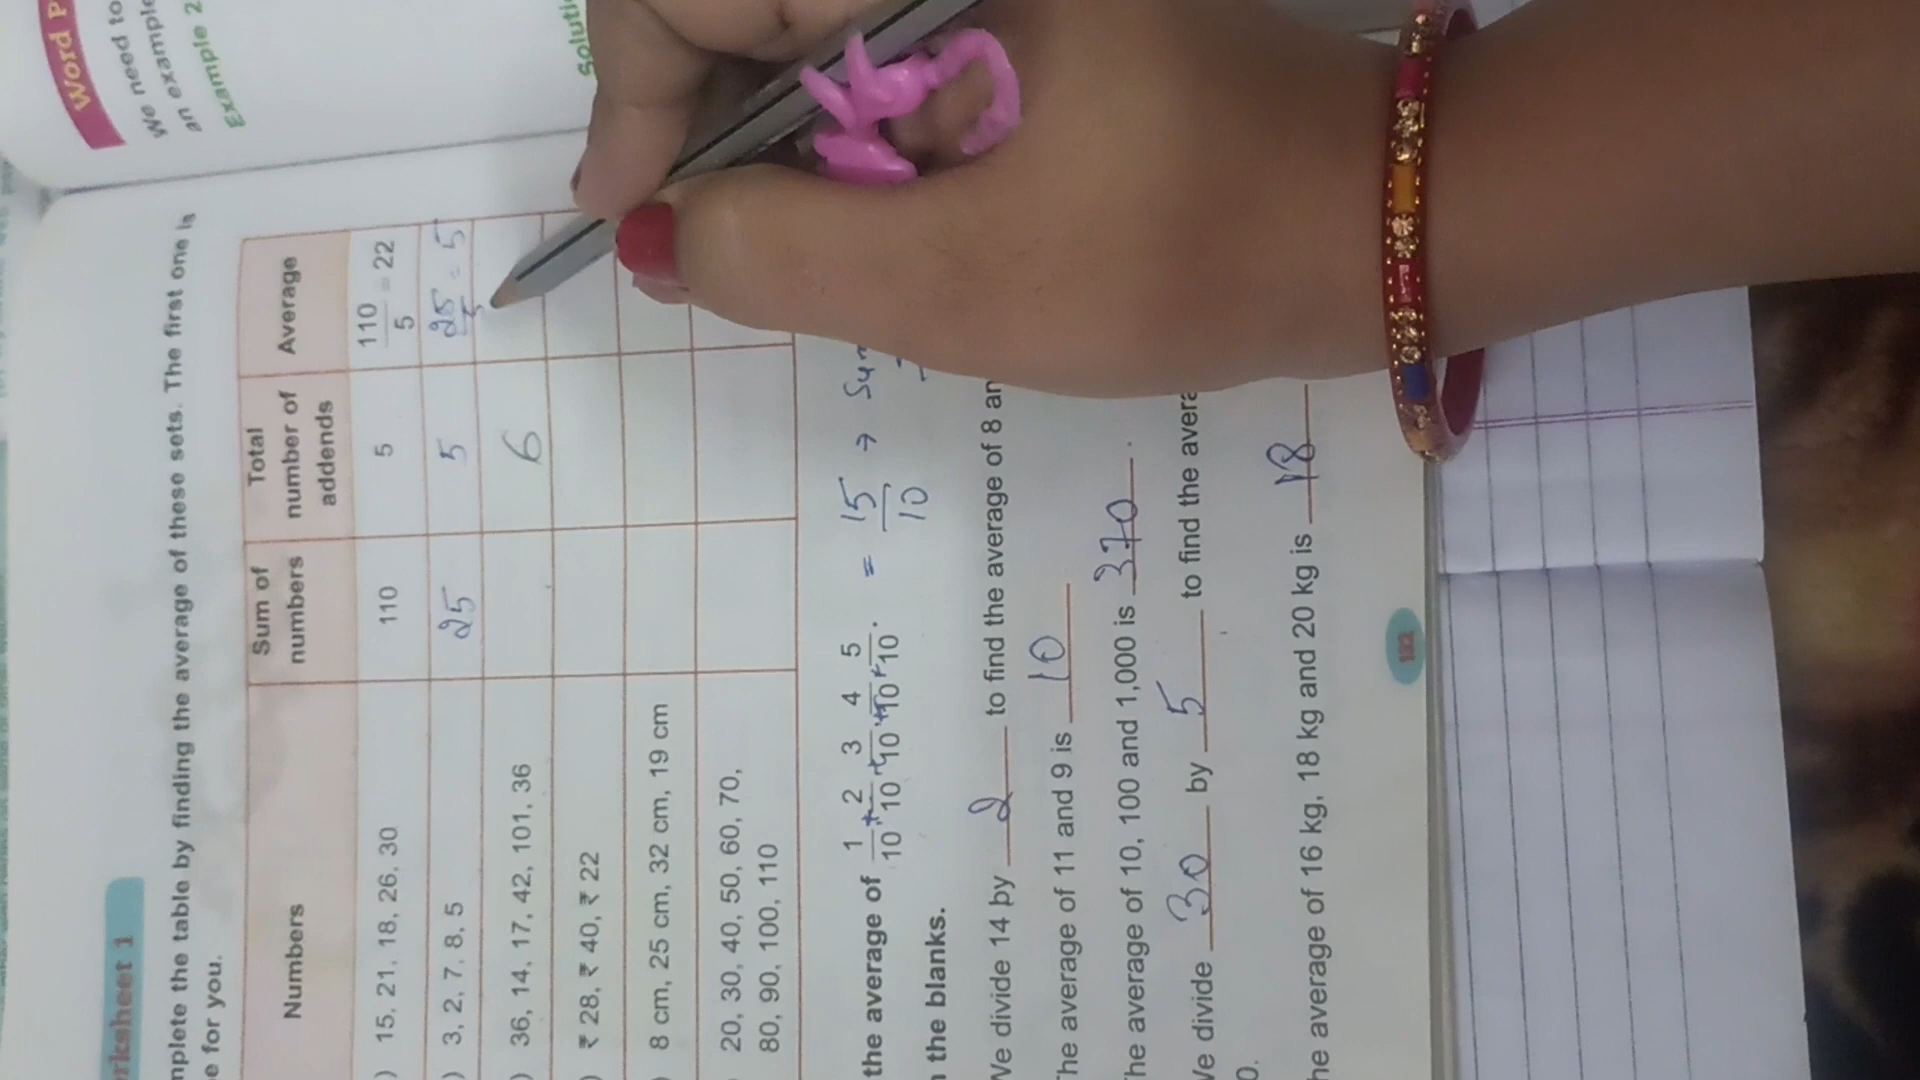 Word P
We need to
an example
Example 2
Soluti
rksheet 1
mplete the table by finding the average of these sets. The first one is
e for you.
Numbers Sum of numbers Total number of addends Average
) 15, 21, 18, 26, 30 110 5 110/5 = 22
) 3, 2, 7, 8, 5 25 5 25/5 = 5
) 36, 14, 17, 42, 101, 36 6
) ₹ 28, ₹ 40, ₹ 22
) 8 cm, 25 cm, 32 cm, 19 cm
20, 30, 40, 50, 60, 70,
80, 90, 100, 110
the average of 1/10, + 2/10, + 3/10, + 4/10, + 5/10. = 15/10 → Sum
the blanks.
We divide 14 by 2 to find the average of 8 an
he average of 11 and 9 is 10
he average of 10, 100 and 1,000 is 370.
e divide 30 by 5 to find the avera
0.
he average of 16 kg, 18 kg and 20 kg is 18